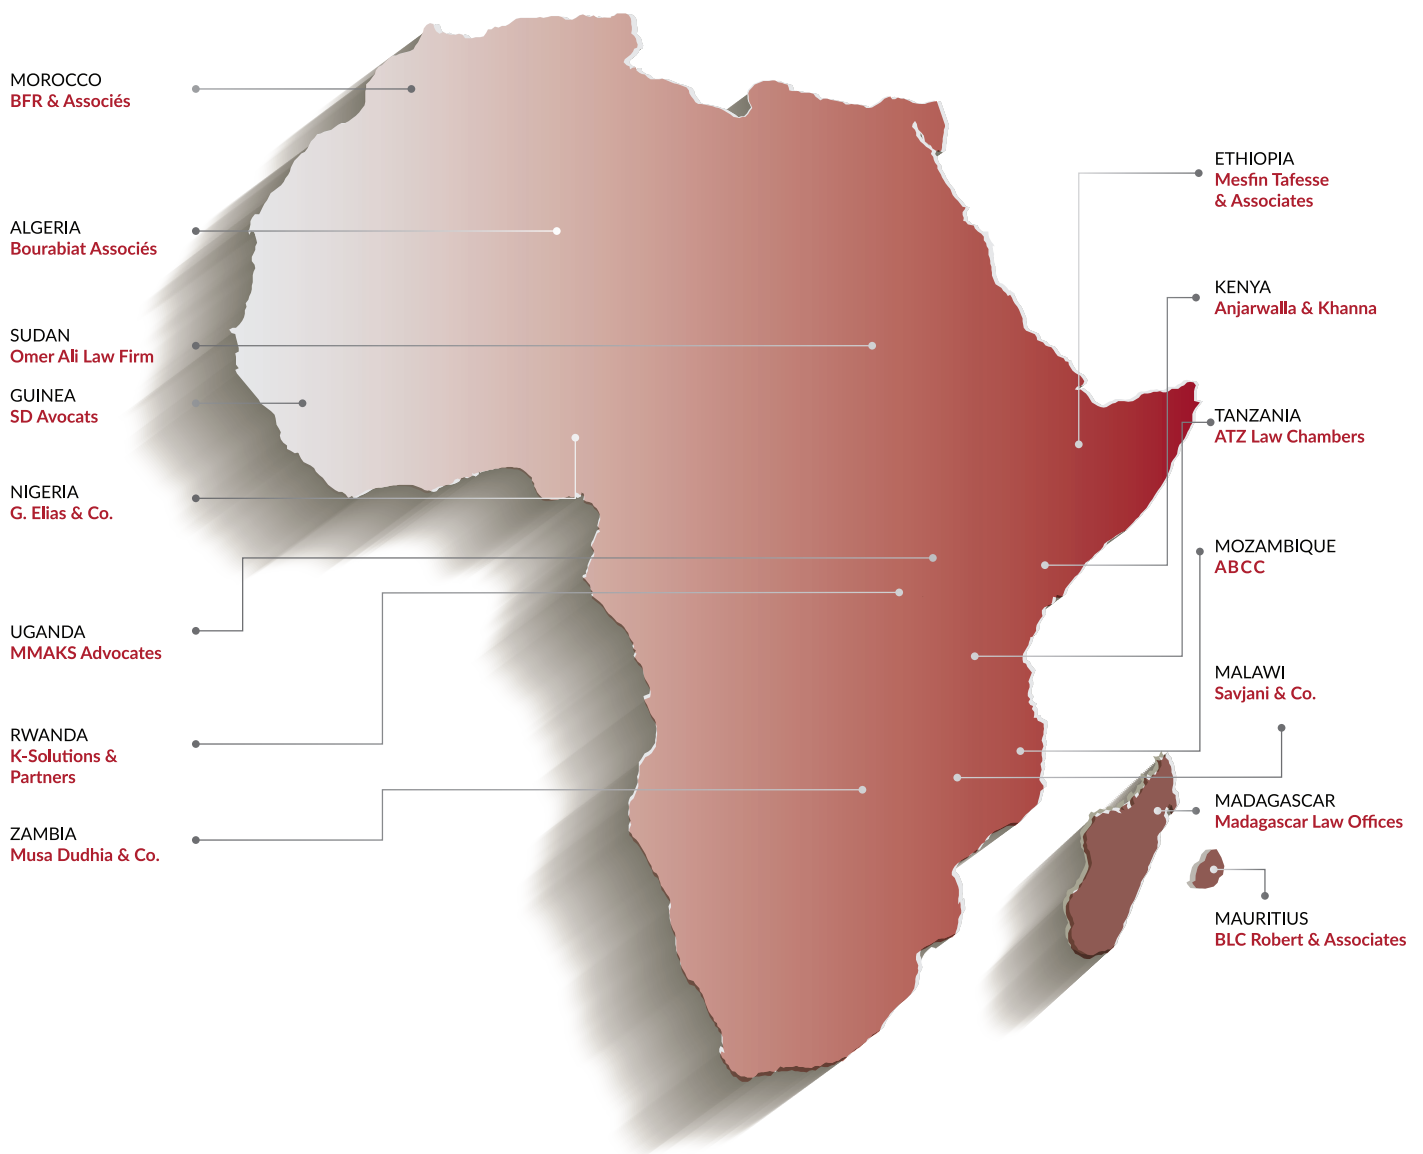 MOROCCO
BFR & Associés
ALGERIA
Bourabiat Associés
SUDAN
Omer Ali Law Firm
GUINEA
SD Avocats
NIGERIA
G. Elias & Co.
UGANDA
MMAKS Advocates
RWANDA
K-Solutions &
Partners
ZAMBIA
Musa Dudhia & Co.
ETHIOPIA
Mesfin Tafesse
& Associates
KENYA
Anjarwalla & Khanna
TANZANIA
ATZ Law Chambers
MOZAMBIQUE
ABCC
MALAWI
Savjani & Co.
MADAGASCAR
Madagascar Law Offices
MAURITIUS
BLC Robert & Associates